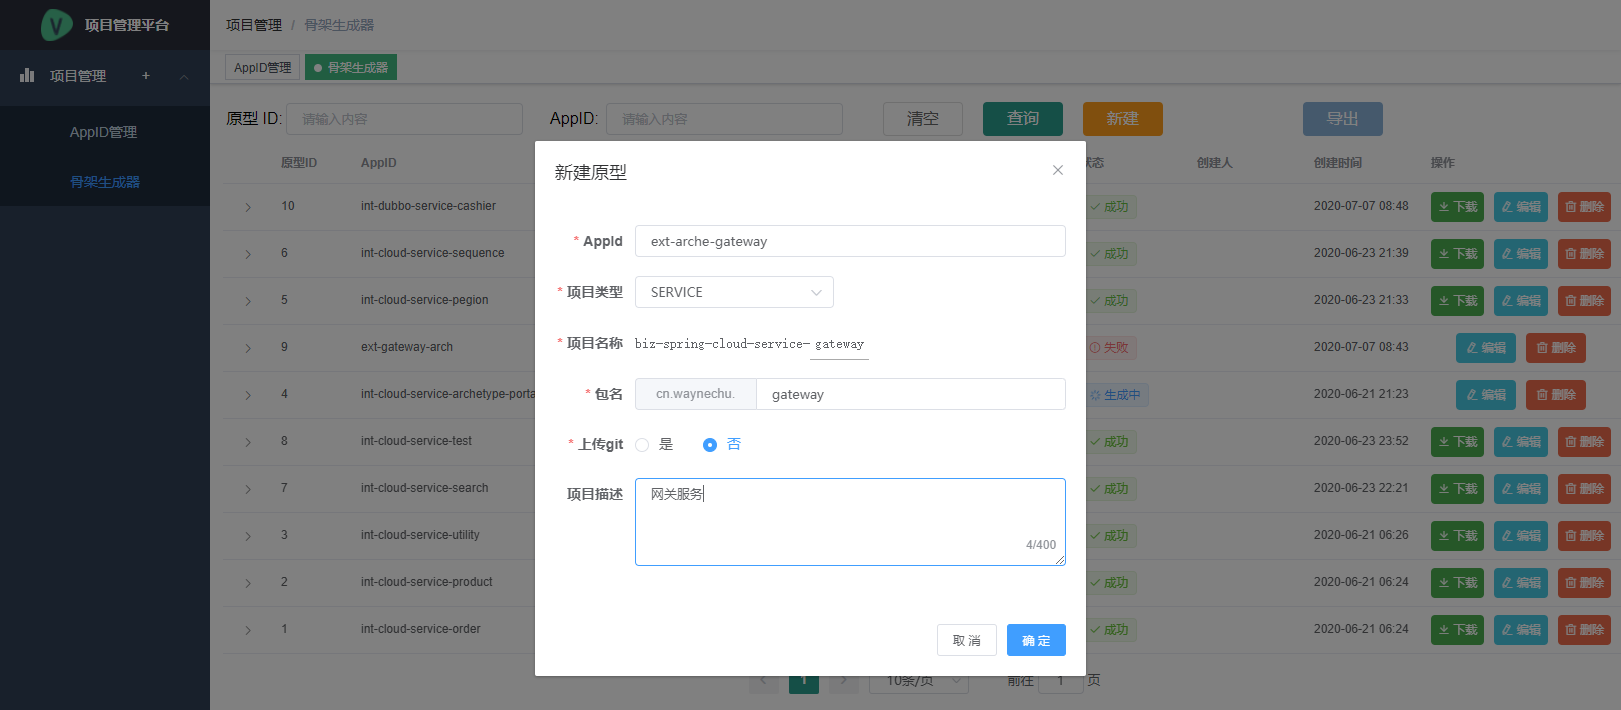 V 项目管理平台
项目管理 / 骨架生成器
项目管理 +
AppID管理
骨架生成器
AppID管理
骨架生成器
原型 ID: 请输入内容 AppID: 请输入内容 清空 查询 新建 导出
原型ID AppID 状态 创建人 创建时间 操作
10 int-dubbo-service-cashier 成功 2020-07-07 08:48 下载 编辑 删除
6 int-cloud-service-sequence 成功 2020-06-23 21:39 下载 编辑 删除
5 int-cloud-service-pegion 成功 2020-06-23 21:33 下载 编辑 删除
9 ext-gateway-arch 失败 2020-07-07 08:43 编辑 删除
4 int-cloud-service-archetype-porta 生成中 2020-06-21 21:23 编辑 删除
8 int-cloud-service-test 成功 2020-06-23 23:52 下载 编辑 删除
7 int-cloud-service-search 成功 2020-06-23 22:21 下载 编辑 删除
3 int-cloud-service-utility 成功 2020-06-21 06:26 下载 编辑 删除
2 int-cloud-service-product 成功 2020-06-21 06:24 下载 编辑 删除
1 int-cloud-service-order 成功 2020-06-21 06:24 下载 编辑 删除
1 10条/页 前往 1 页
新建原型
* AppId ext-arche-gateway
* 项目类型 SERVICE
* 项目名称 biz-spring-cloud-service- gateway
* 包名 cn.waynechu. gateway
* 上传git 是 否
项目描述 网关服务
4/400
取消 确定